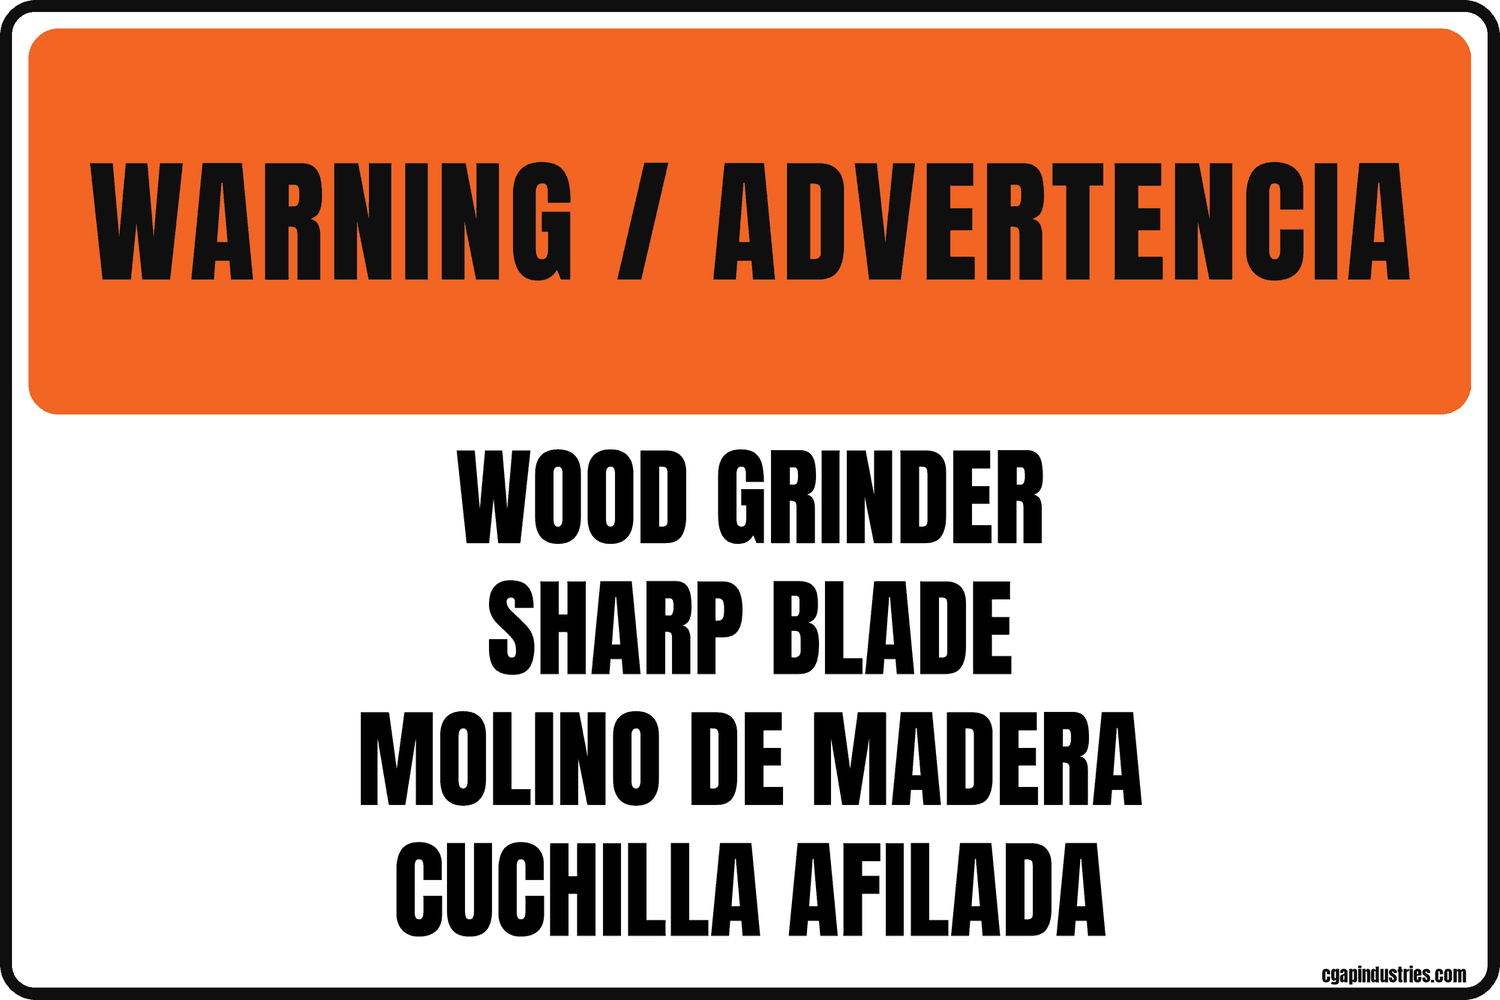 WARNING / ADVERTENCIA
WOOD GRINDER
SHARP BLADE
MOLINO DE MADERA
CUCHILLA AFILADA
cgapindustries.com